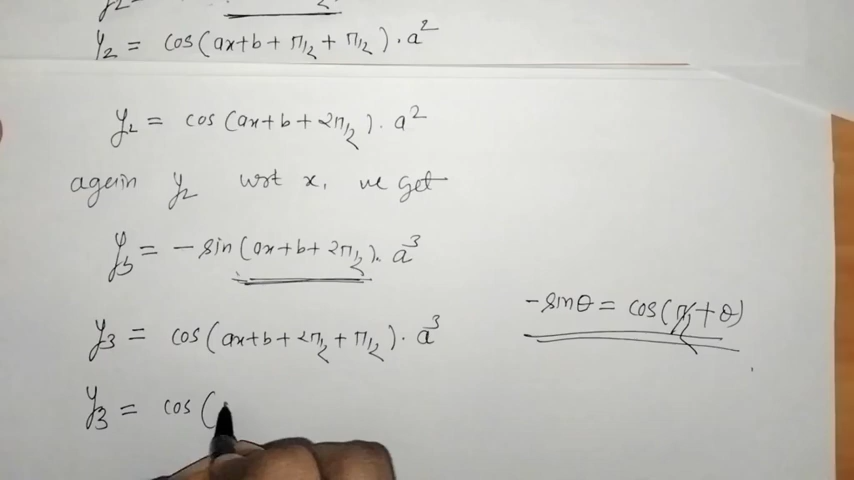 y₂ = cos(ax+b + π/2 + π/2) · a²
y₂ = cos(ax+b + 2π/2) · a²
again y₂ wrt x, we get
y₃ = -sin(ax+b + 2π/2) · a³
-sinθ = cos(π/2 + θ)
y₃ = cos(ax+b + 2π/2 + π/2) · a³
y₃ = cos(